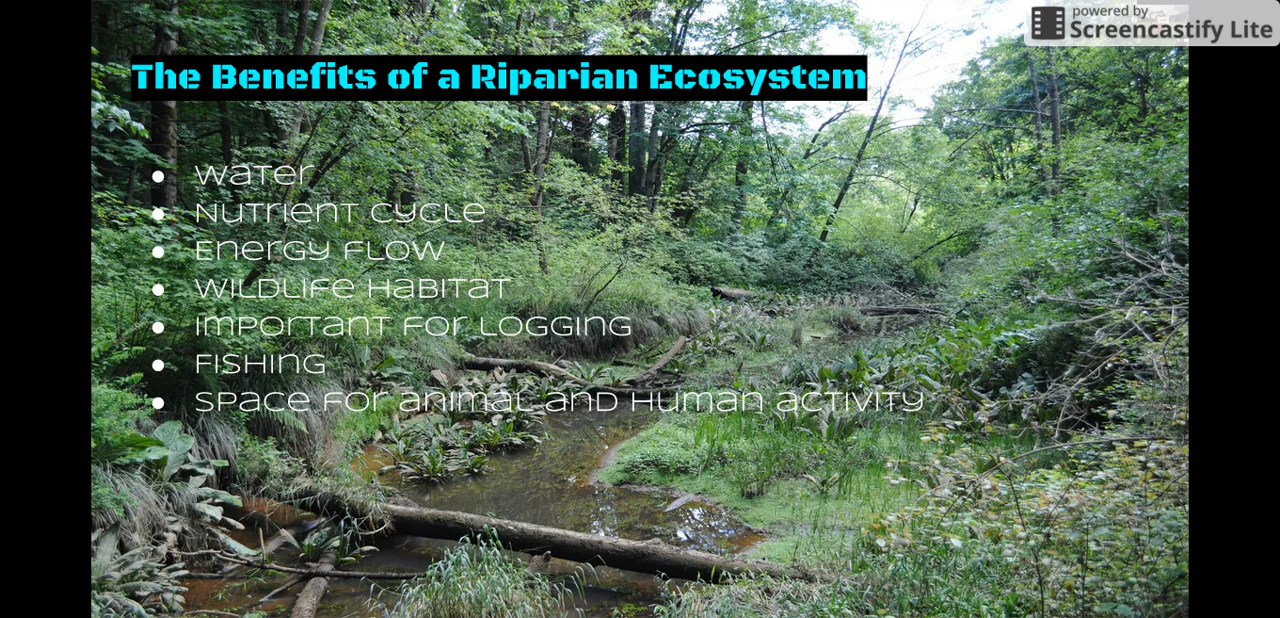 powered by
Screencastify Lite
The Benefits of a Riparian Ecosystem
● Water
● Nutrient cycle
● Energy flow
● Wildlife habitat
● Important for logging
● Fishing
● Space for animal and human activity